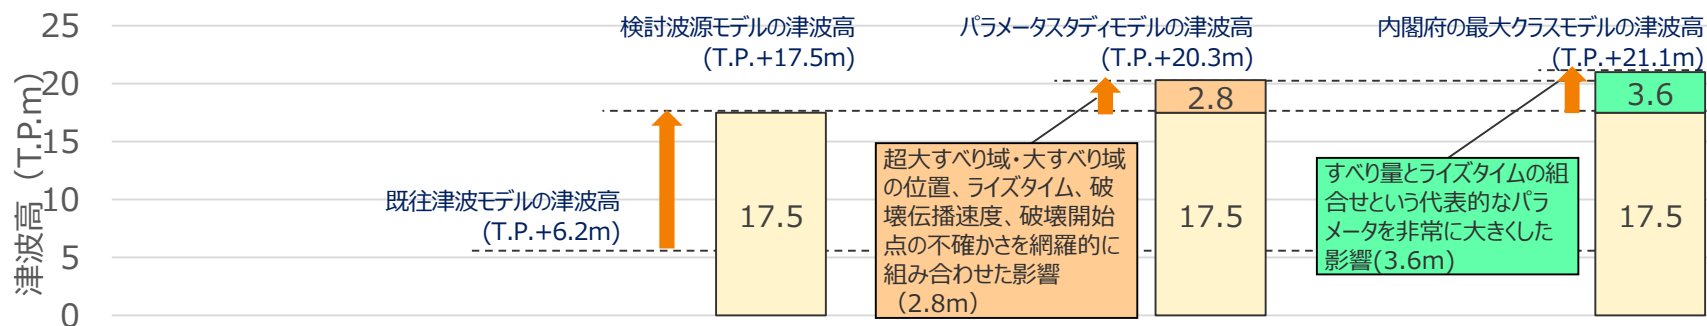 津波高（T.P.m）
25
20
15
10
5
0
既往津波モデルの津波高
(T.P.+6.2m)
検討波源モデルの津波高
(T.P.+17.5m)
17.5
パラメータスタディモデルの津波高
(T.P.+20.3m)
2.8
17.5
超大すべり域・大すべり域
の位置、ライズタイム、破
壊伝播速度、破壊開始
点の不確かさを網羅的に
組み合わせた影響
（2.8m）
内閣府の最大クラスモデルの津波高
(T.P.+21.1m)
3.6
17.5
すべり量とライズタイムの組
合せという代表的なパラ
メータを非常に大きくした
影響(3.6m)